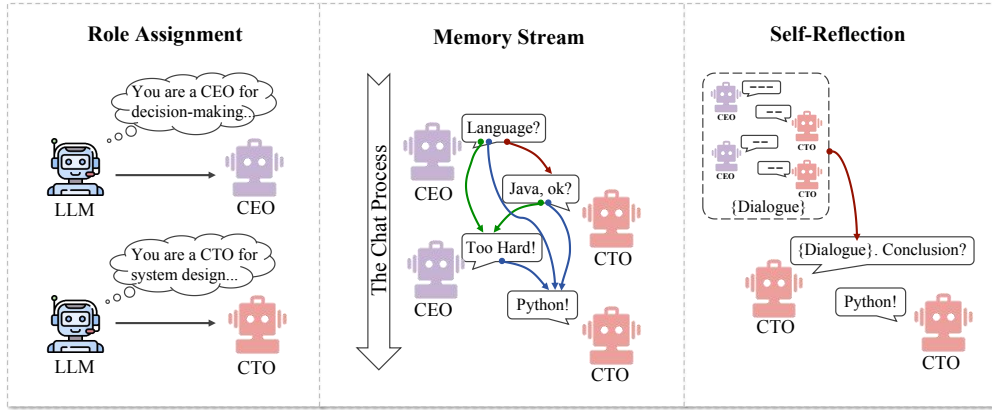 Role Assignment
You are a CEO for
decision-making...
LLM
CEO
You are a CTO for
system design...
LLM
CTO
Memory Stream
The Chat Process
Language?
CEO
Java, ok?
CTO
Too Hard!
CEO
Python!
CTO
Self-Reflection
---
CEO
--
CTO
---
CEO
--
CTO
{Dialogue}
{Dialogue}. Conclusion?
CTO
Python!
CTO